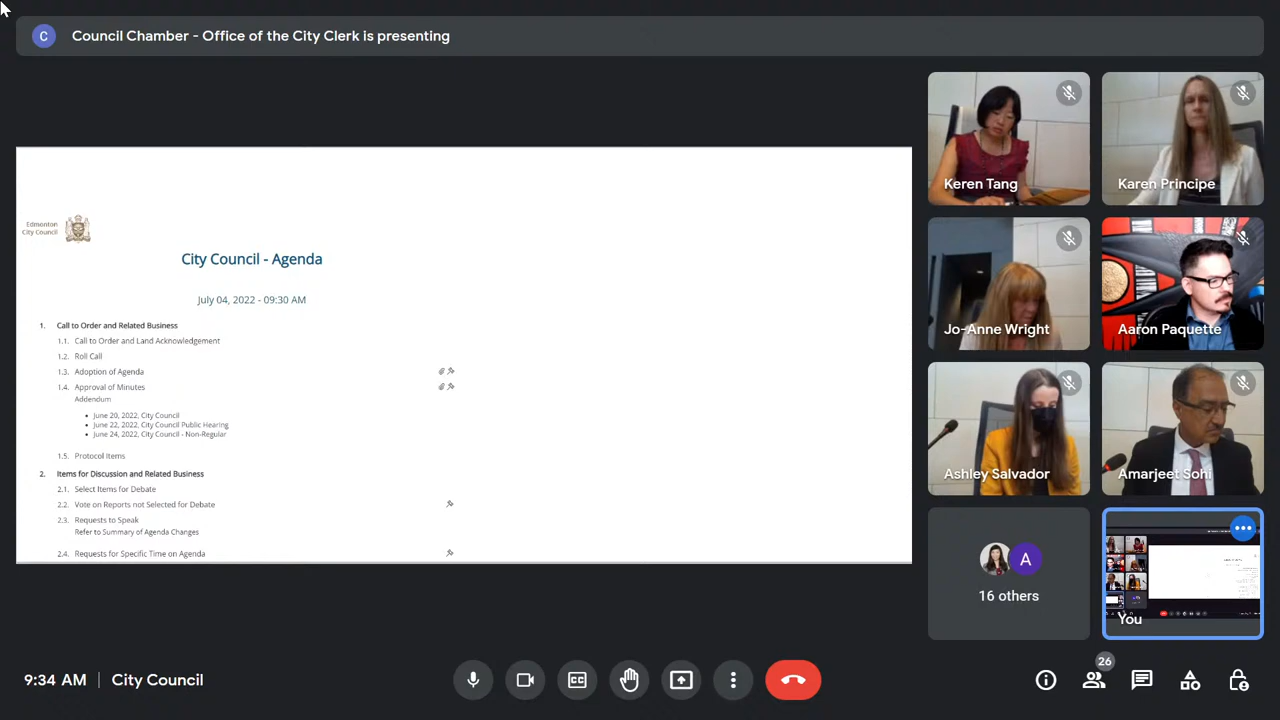 C
Council Chamber - Office of the City Clerk is presenting
Edmonton
City Council
City Council - Agenda
July 04, 2022 - 09:30 AM
1. Call to Order and Related Business
1.1. Call to Order and Land Acknowledgement
1.2. Roll Call
1.3. Adoption of Agenda
1.4. Approval of Minutes
Addendum
• June 20, 2022, City Council
• June 22, 2022, City Council Public Hearing
• June 24, 2022, City Council - Non-Regular
1.5. Protocol Items
2. Items for Discussion and Related Business
2.1. Select Items for Debate
2.2. Vote on Reports not Selected for Debate
2.3. Requests to Speak
Refer to Summary of Agenda Changes
2.4. Requests for Specific Time on Agenda
Keren Tang
Karen Principe
Jo-Anne Wright
Aaron Paquette
Ashley Salvador
Amarjeet Sohi
A
16 others
You
9:34 AM | City Council
26